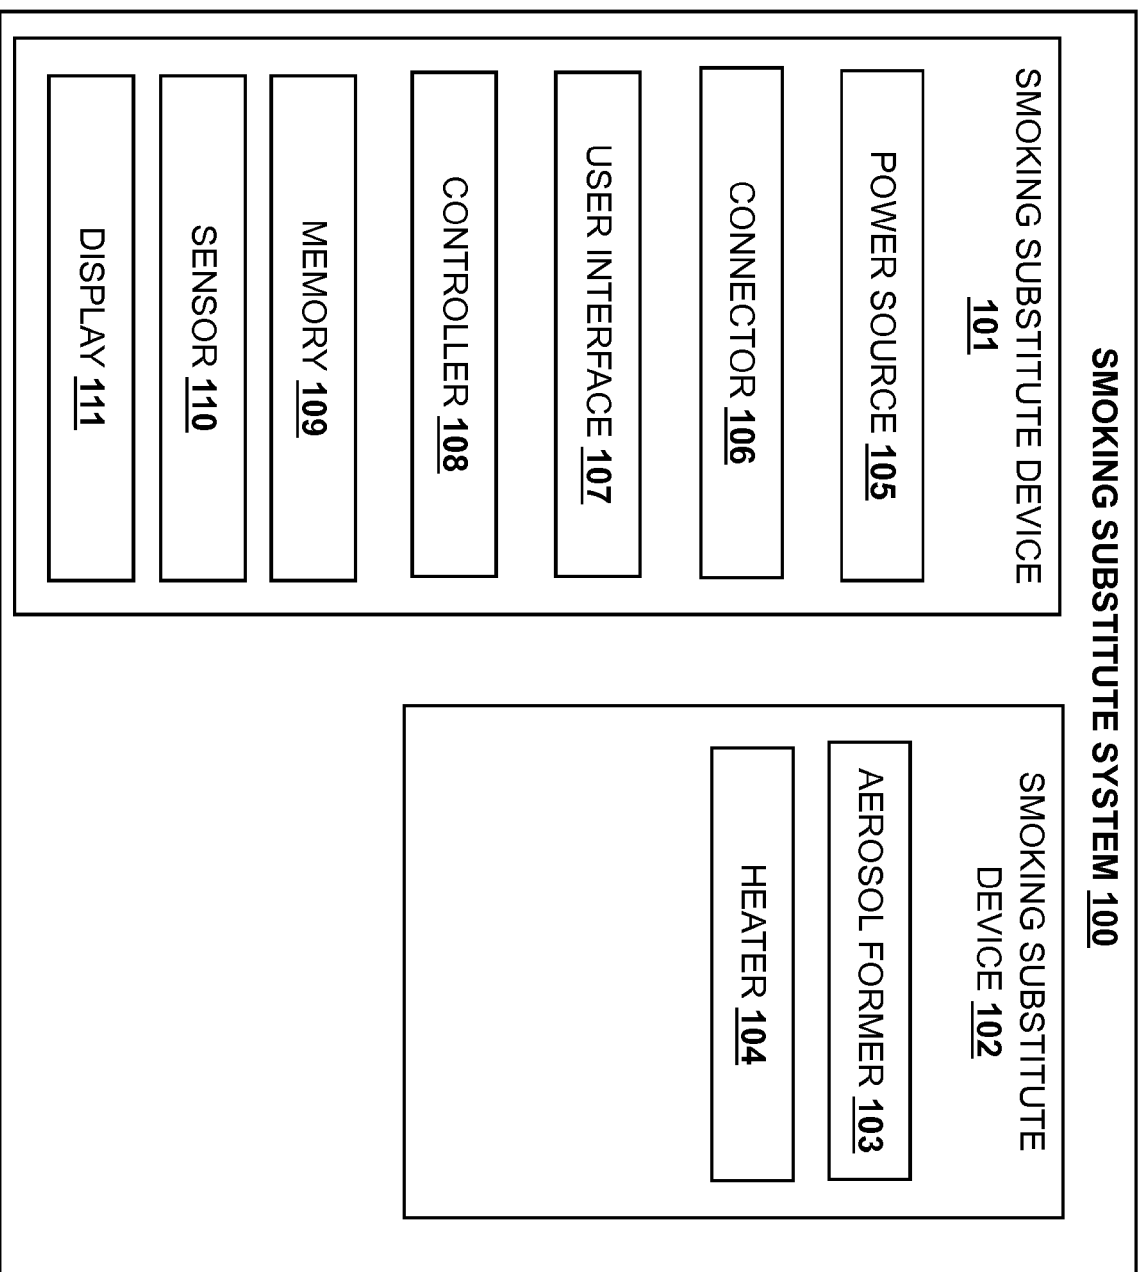 SMOKING SUBSTITUTE SYSTEM 100
SMOKING SUBSTITUTE DEVICE
101
POWER SOURCE 105
CONNECTOR 106
USER INTERFACE 107
CONTROLLER 108
MEMORY 109
SENSOR 110
DISPLAY 111
SMOKING SUBSTITUTE
DEVICE 102
AEROSOL FORMER 103
HEATER 104